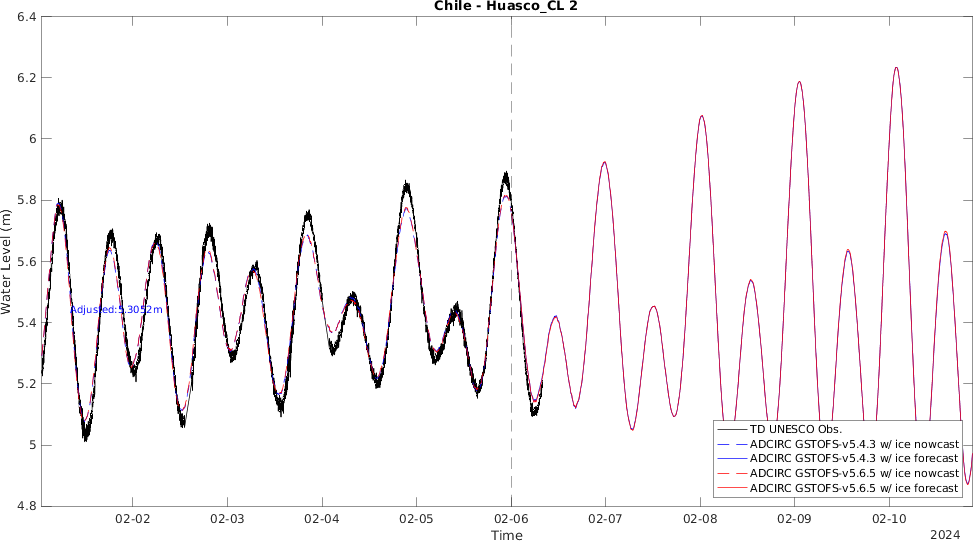 Chile - Huasco_CL 2
6.4
6.2
6
5.8
5.6
5.4
5.2
5
4.8
Water Level (m)
Adjusted:5.3052m
TD UNESCO Obs.
ADCIRC GSTOFS-v5.4.3 w/ ice nowcast
ADCIRC GSTOFS-v5.4.3 w/ ice forecast
ADCIRC GSTOFS-v5.6.5 w/ ice nowcast
ADCIRC GSTOFS-v5.6.5 w/ ice forecast
02-02 02-03 02-04 02-05 02-06 02-07 02-08 02-09 02-10
Time
2024